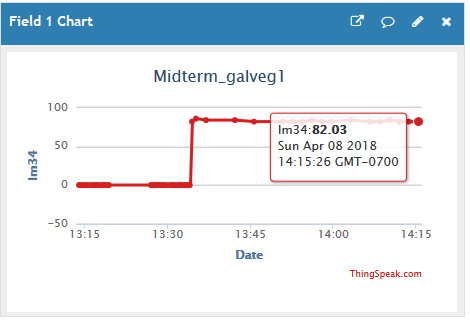 Field 1 Chart
Midterm_galveg1
100
50
0
−50
lm34
lm34:82.03
Sun Apr 08 2018
14:15:26 GMT-0700
13:15
13:30
13:45
14:00
14:15
Date
ThingSpeak.com